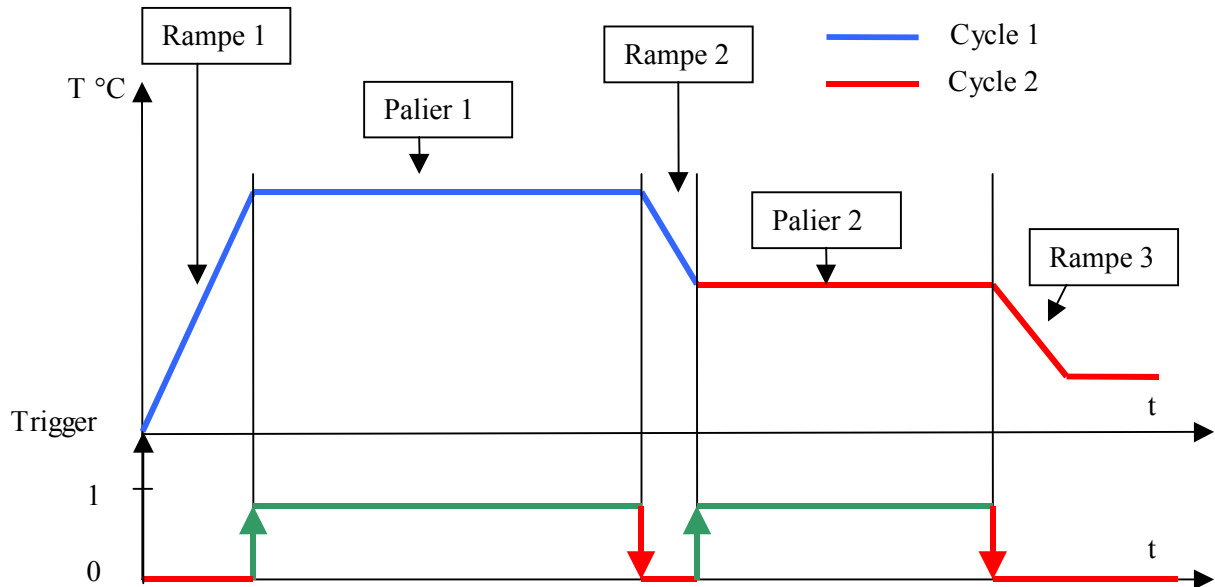 Rampe 1
Rampe 2
Cycle 1
T °C
Cycle 2
Palier 1
Palier 2
Rampe 3
Trigger
t
1
0
t